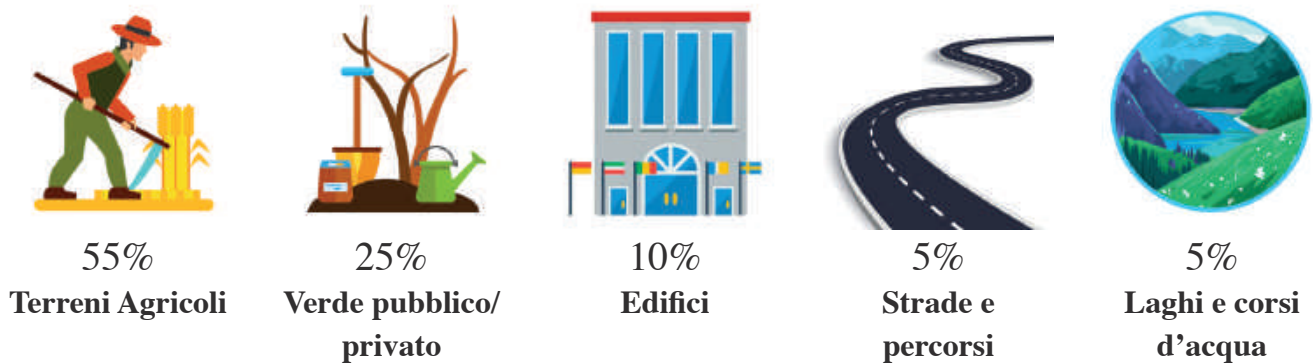 55%
Terreni Agricoli
25%
Verde pubblico/
privato
10%
Edifici
5%
Strade e
percorsi
5%
Laghi e corsi
d’acqua